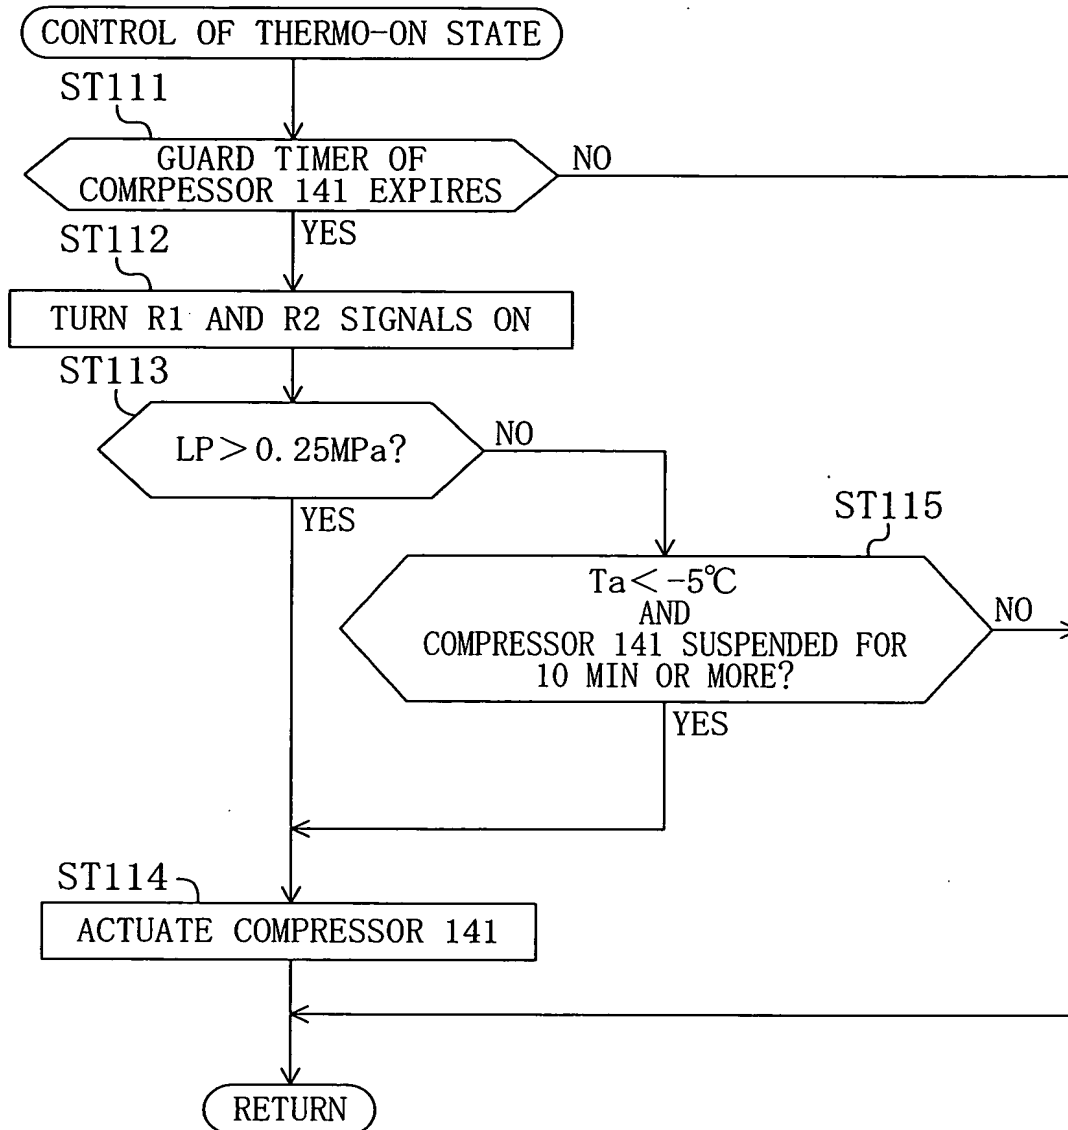 CONTROL OF THERMO-ON STATE
ST111
GUARD TIMER OF
COMRPESSOR 141 EXPIRES
NO
YES
ST112
TURN R1 AND R2 SIGNALS ON
ST113
LP>0.25MPa?
NO
YES
ST115
Ta<-5℃
AND
COMPRESSOR 141 SUSPENDED FOR
10 MIN OR MORE?
NO
YES
ST114
ACTUATE COMPRESSOR 141
RETURN